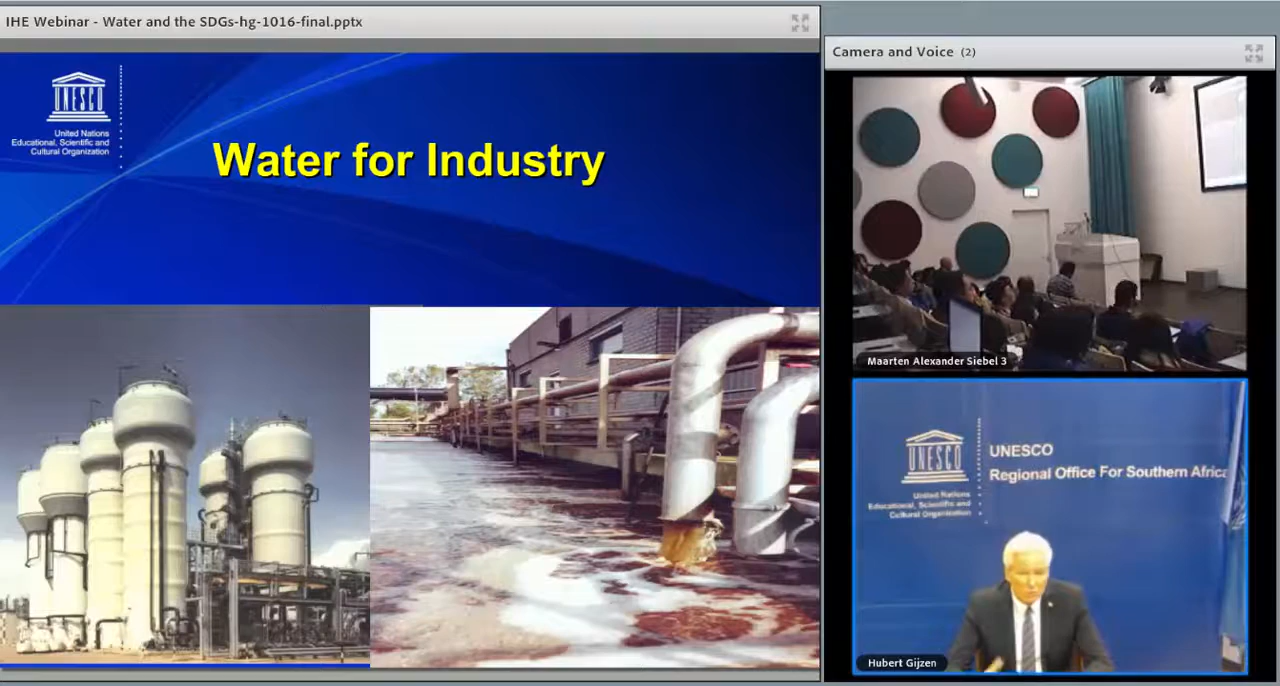 IHE Webinar - Water and the SDGs-hg-1016-final.pptx
UNESCO
United Nations
Educational, Scientific and
Cultural Organization
Water for Industry
Camera and Voice (2)
Maarten Alexander Siebel 3
UNESCO
United Nations
Educational, Scientific and
Cultural Organization
UNESCO
Regional Office For Southern Africa
Hubert Gijzen